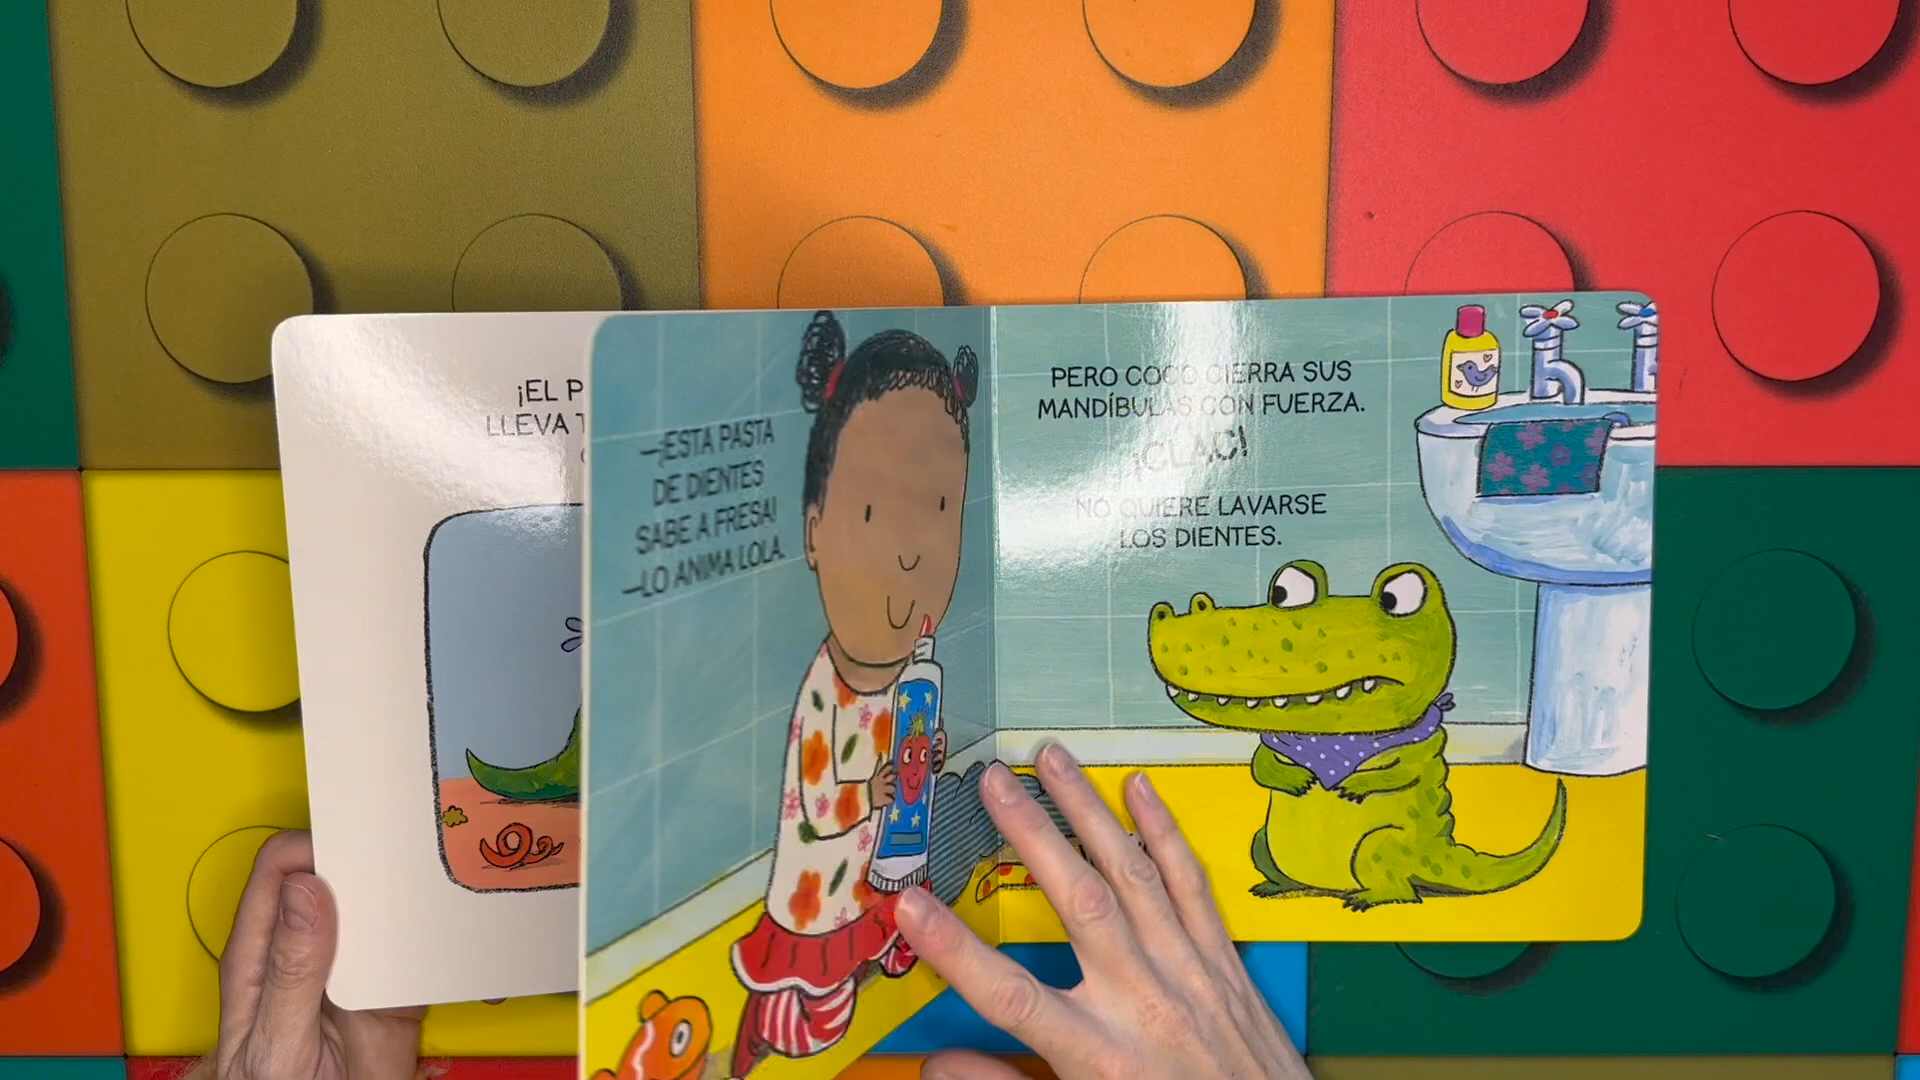 ¡EL P
LLEVA T
—¡ESTA PASTA
DE DIENTES
SABE A FRESA!
—LO ANIMA LOLA.
PERO COCO CIERRA SUS
MANDÍBULAS CON FUERZA.
¡CLAC!
NO QUIERE LAVARSE
LOS DIENTES.